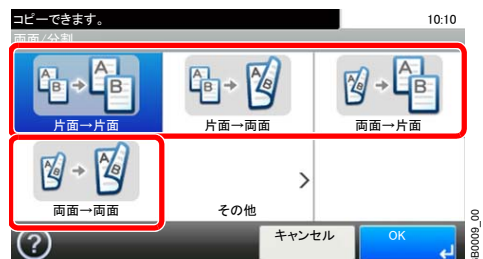 コピーできます。 10:10
両面/分割
A B A B
片面→片面
A B A B
片面→両面
A B A B
両面→片面
A B A B
両面→両面
その他
?
キャンセル
OK
B0009_00